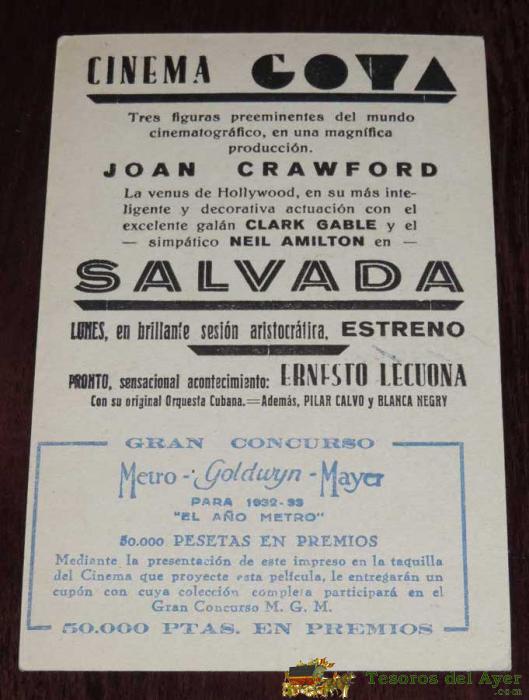 CINEMA GOYA
Tres figuras preeminentes del mundo
cinematográfico, en una magnífica
producción.
JOAN CRAWFORD
La venus de Hollywood, en su más inte-
ligente y decorativa actuación con el
excelente galán CLARK GABLE y el
— simpático NEIL AMILTON en —
SALVADA
LUNES, en brillante sesión aristocrática, ESTRENO
PRONTO, sensacional acontecimiento: ERNESTO LECUONA
Con su original Orquesta Cubana.=Además, PILAR CALVO y BLANCA NEGRY
GRAN CONCURSO
Metro - Goldwyn - Mayer
PARA 1932-33
"EL AÑO METRO"
50.000 PESETAS EN PREMIOS
Mediante la presentación de este impreso en la taquilla
del Cinema que proyecte esta película, le entregarán un
cupón con cuya colección completa participará en el
Gran Concurso M. G. M.
50.000 PTAS. EN PREMIOS
Tesoros del Ayer
.com